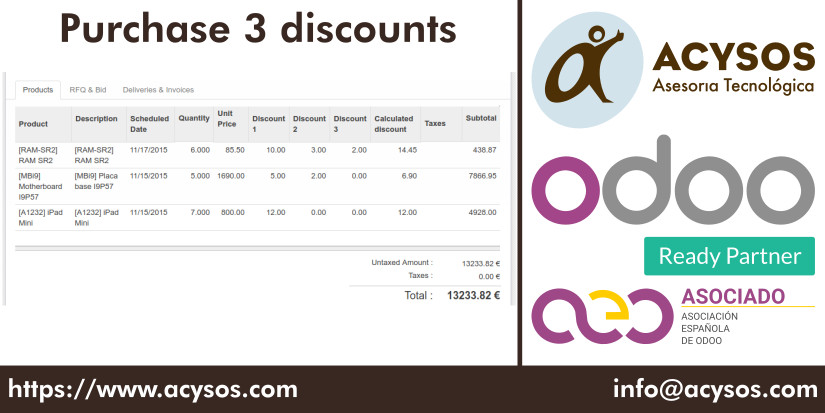 Purchase 3 discounts
Products RFQ & Bid Deliveries & Invoices
Product Description Scheduled Date Quantity Unit Price Discount 1 Discount 2 Discount 3 Calculated discount Taxes Subtotal
[RAM-SR2] RAM SR2 [RAM-SR2] RAM SR2 11/17/2015 6.000 85.50 10.00 3.00 2.00 14.45 438.87
[MBI9] Motherboard I9P57 [MBI9] Placa base I9P57 11/15/2015 5.000 1690.00 5.00 2.00 0.00 6.90 7866.95
[A1232] iPad Mini [A1232] iPad Mini 11/15/2015 7.000 800.00 12.00 0.00 0.00 12.00 4928.00
Untaxed Amount : 13233.82 €
Taxes : 0.00 €
Total : 13233.82 €
ACYSOS
Asesoría Tecnológica
odoo
Ready Partner
aeo
ASOCIADO
ASOCIACIÓN
ESPAÑOLA
DE ODOO
https://www.acysos.com
info@acysos.com